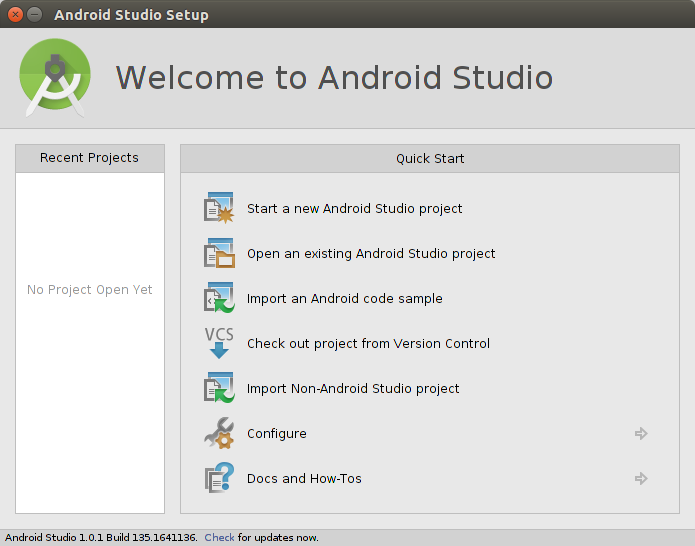 Android Studio Setup
Welcome to Android Studio
Recent Projects
No Project Open Yet
Quick Start
Start a new Android Studio project
Open an existing Android Studio project
Import an Android code sample
VCS
Check out project from Version Control
Import Non-Android Studio project
Configure
Docs and How-Tos
Android Studio 1.0.1 Build 135.1641136. Check for updates now.